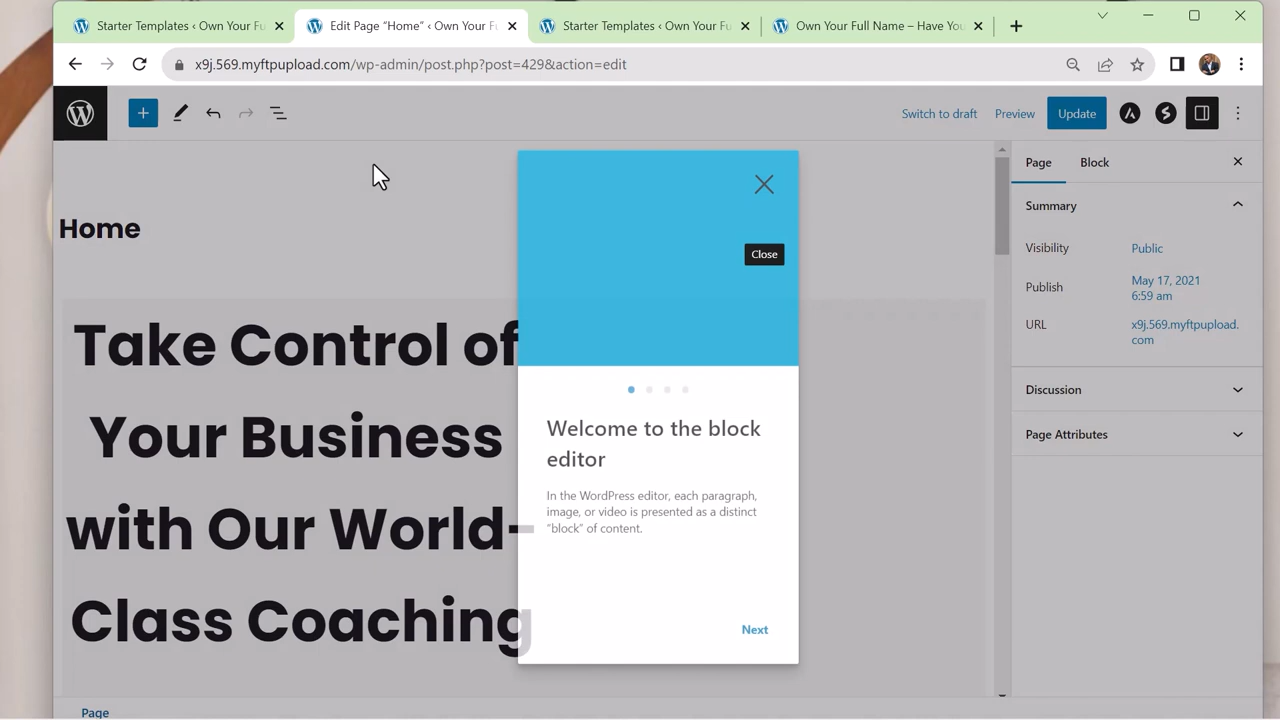 Starter Templates ‹ Own Your Fu
Edit Page “Home” ‹ Own Your F
Starter Templates ‹ Own Your Fu
Own Your Full Name – Have You
x9j.569.myftpupload.com/wp-admin/post.php?post=429&action=edit
Switch to draft
Preview
Update
Page
Block
Home
Summary
Visibility
Public
Publish
May 17, 2021
6:59 am
URL
x9j.569.myftpupload.
com
Discussion
Page Attributes
Take Control of
Your Business
with Our World-
Class Coaching
Close
Welcome to the block
editor
In the WordPress editor, each paragraph,
image, or video is presented as a distinct
“block” of content.
Next
Page